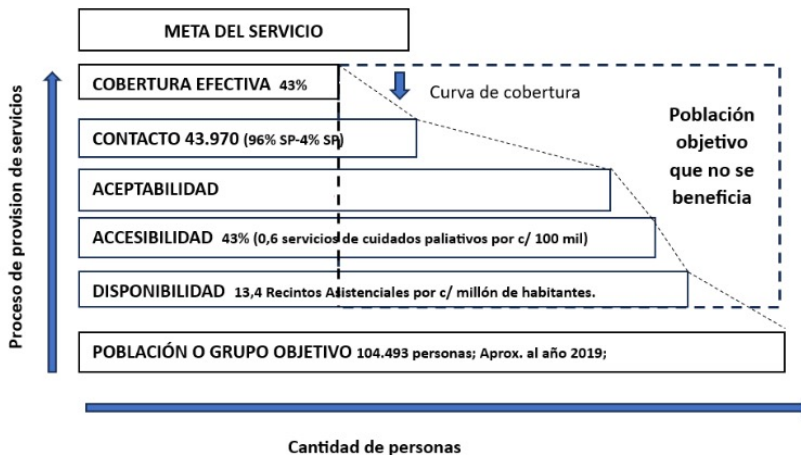 META DEL SERVICIO
COBERTURA EFECTIVA 43%
Curva de cobertura
CONTACTO 43.970 (96% SP-4% SP)
Población
objetivo
que no se
beneficia
ACEPTABILIDAD
ACCESIBILIDAD 43% (0,6 servicios de cuidados paliativos por c/ 100 mil)
DISPONIBILIDAD 13,4 Recintos Asistenciales por c/ millón de habitantes.
POBLACIÓN O GRUPO OBJETIVO 104.493 personas; Aprox. al año 2019;
Proceso de provision de servicios
Cantidad de personas